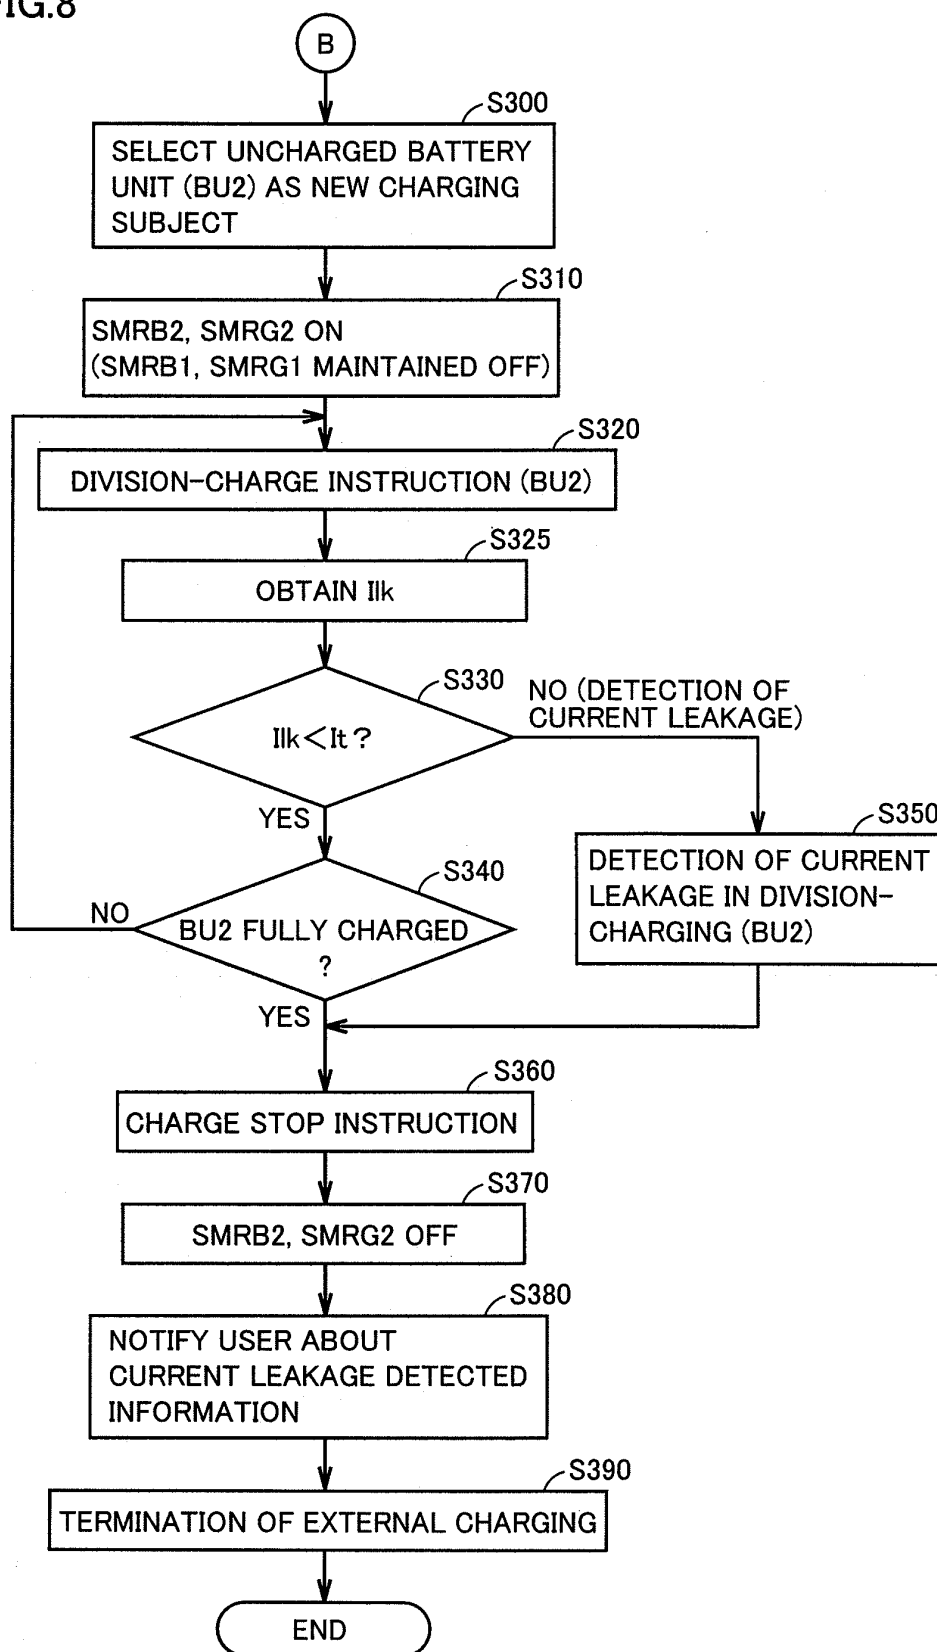 FIG.8
B
S300
SELECT UNCHARGED BATTERY
UNIT (BU2) AS NEW CHARGING
SUBJECT
S310
SMRB2, SMRG2 ON
(SMRB1, SMRG1 MAINTAINED OFF)
S320
DIVISION-CHARGE INSTRUCTION (BU2)
S325
OBTAIN Ilk
S330
Ilk<It?
NO (DETECTION OF
CURRENT LEAKAGE)
YES
S350
DETECTION OF CURRENT
LEAKAGE IN DIVISION-
CHARGING (BU2)
S340
BU2 FULLY CHARGED
?
NO
YES
S360
CHARGE STOP INSTRUCTION
S370
SMRB2, SMRG2 OFF
S380
NOTIFY USER ABOUT
CURRENT LEAKAGE DETECTED
INFORMATION
S390
TERMINATION OF EXTERNAL CHARGING
END